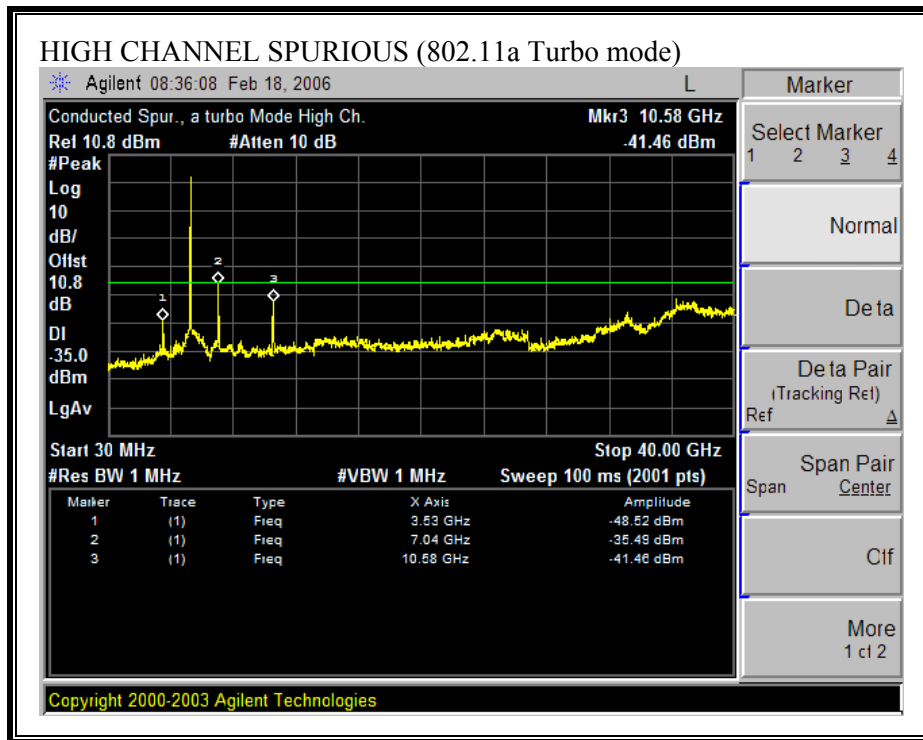 HIGH CHANNEL SPURIOUS (802.11a Turbo mode)
Agilent 08:36:08 Feb 18, 2006 L
Conducted Spur., a turbo Mode High Ch. Mkr3 10.58 GHz
Ref 10.8 dBm #Atten 10 dB -41.46 dBm
#Peak
Log
10
dB/
Offst
10.8
dB
DI
-35.0
dBm
LgAv
1
2
3
Start 30 MHz Stop 40.00 GHz
#Res BW 1 MHz #VBW 1 MHz Sweep 100 ms (2001 pts)
Marker Trace Type X Axis Amplitude
1 (1) Freq 3.53 GHz -48.52 dBm
2 (1) Freq 7.04 GHz -35.49 dBm
3 (1) Freq 10.58 GHz -41.46 dBm
Copyright 2000-2003 Agilent Technologies
Marker
Select Marker
1 2 3 4
Normal
Delta
Delta Pair
(Tracking Ref)
Ref Δ
Span Pair
Span Center
Off
More
1 of 2